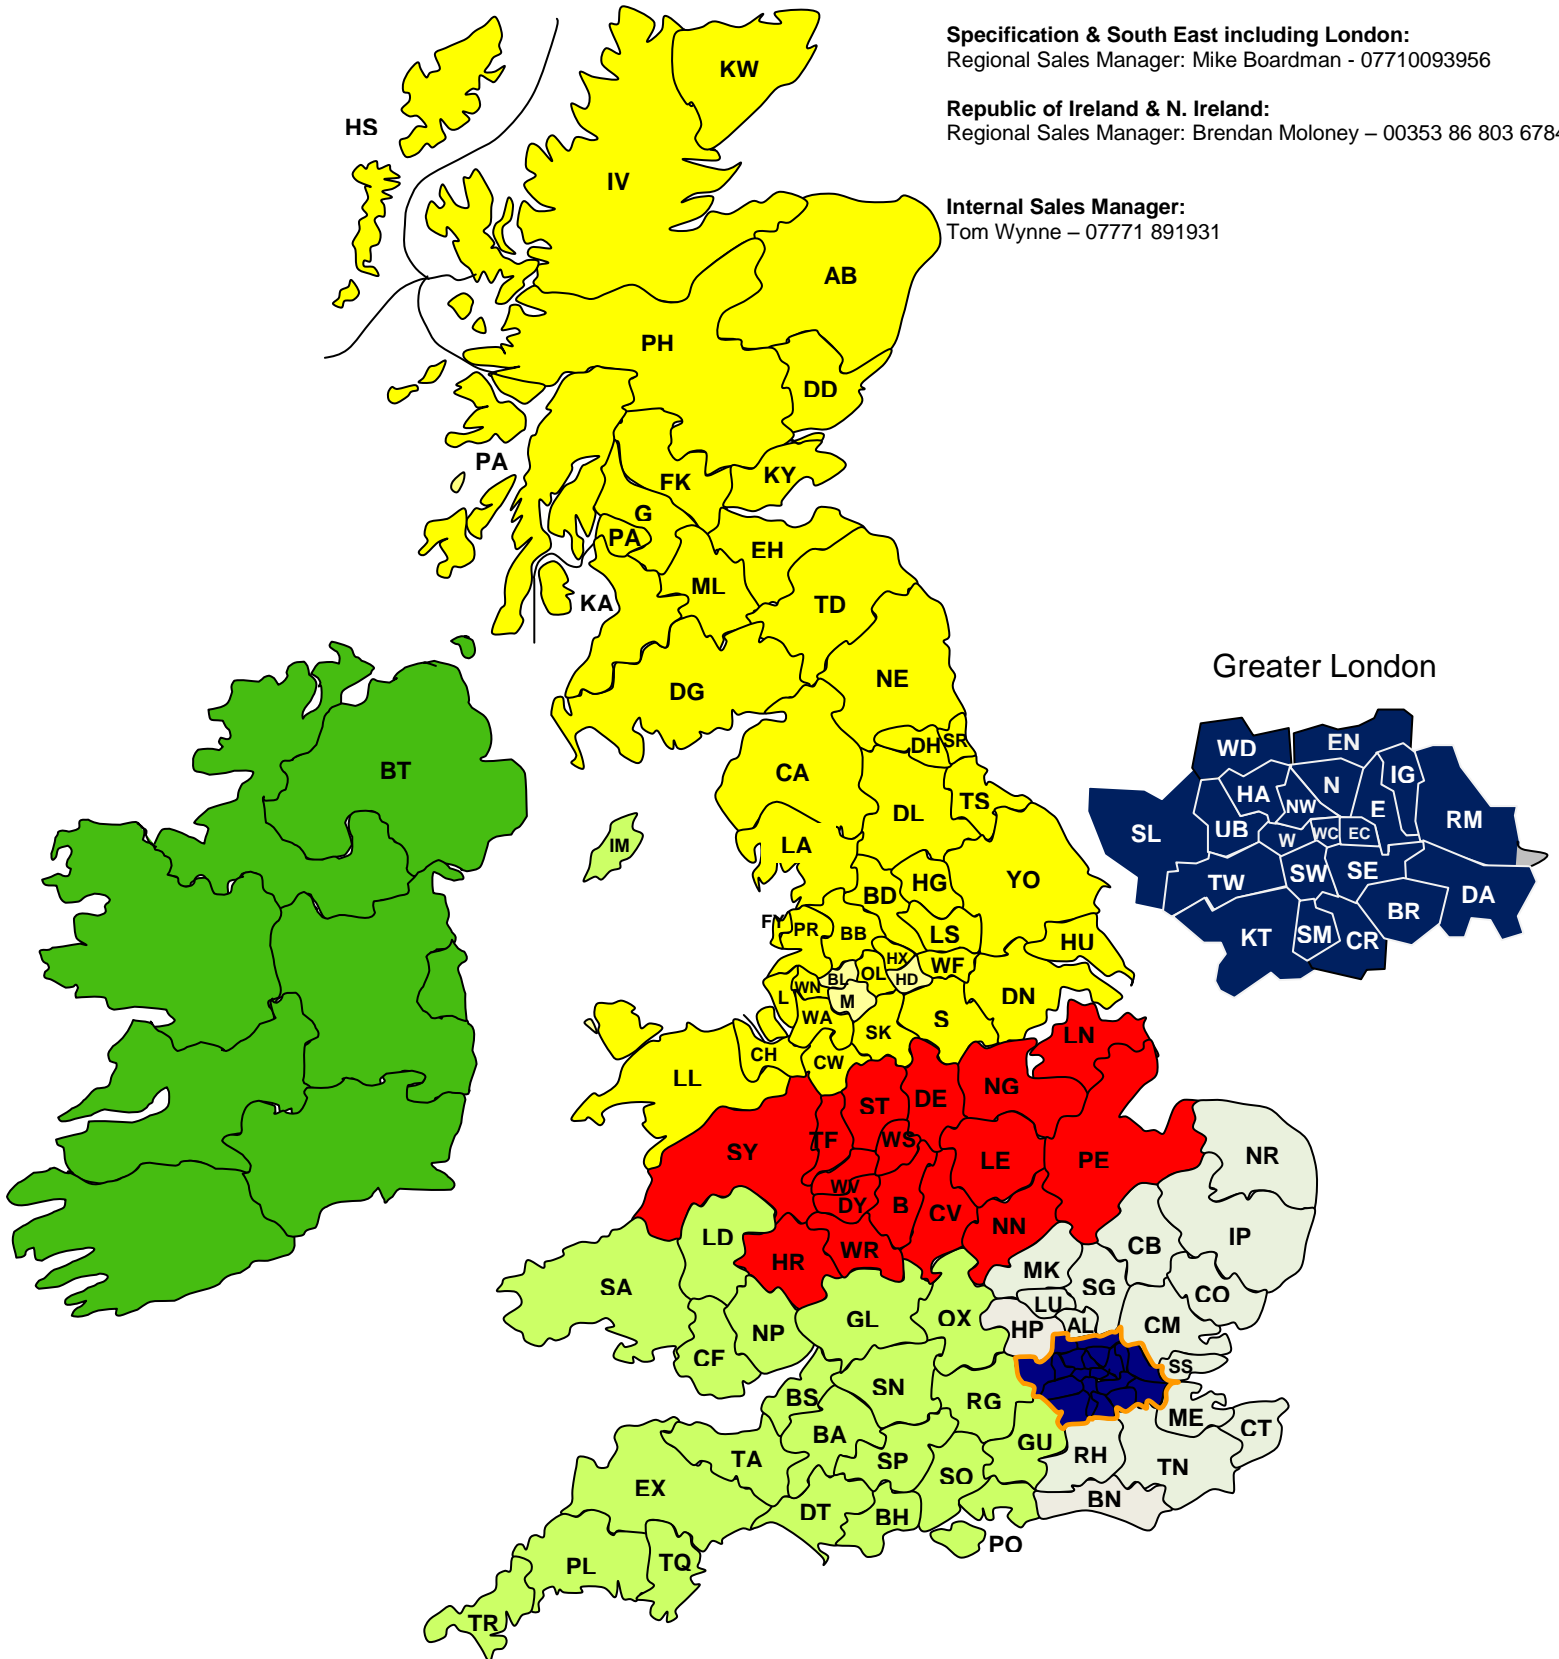 Specification & South East including London:
Regional Sales Manager: Mike Boardman - 07710093956
Republic of Ireland & N. Ireland:
Regional Sales Manager: Brendan Moloney – 00353 86 803 6784
Internal Sales Manager:
Tom Wynne – 07771 891931
KW
HS
IV
AB
PH
DD
PA
FK
KY
G
PA
EH
ML
KA
TD
NE
DG
DH
SR
BT
CA
TS
DL
IM
LA
BD
HG
YO
FY
PR
BB
LS
HU
HX
WF
BL
OL
HD
WN
L
M
DN
WA
SK
S
LN
CH
CW
LL
NG
ST
DE
TF
WS
SY
LE
PE
NR
WV
DY
B
CV
NN
LD
WR
HR
CB
IP
SA
MK
SG
CO
LU
GL
OX
HP
AL
CM
NP
CF
SS
SN
BS
RG
ME
BA
GU
CT
TA
SP
SO
RH
TN
EX
DT
BH
BN
PO
PL
TQ
TR
Greater London
WD
EN
IG
N
HA
NW
E
RM
SL
UB
W
WC
EC
TW
SW
SE
DA
BR
KT
SM
CR